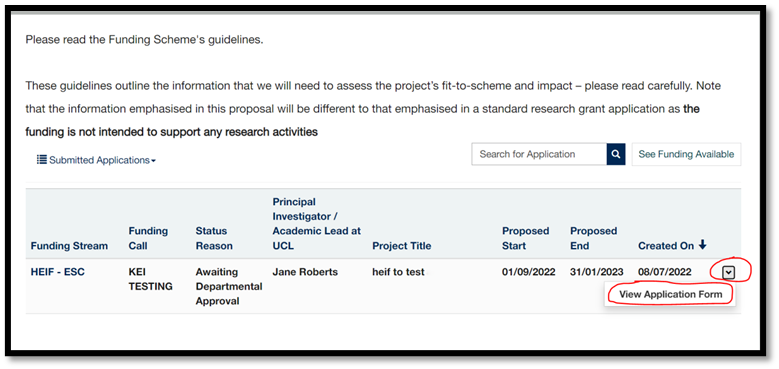 Please read the Funding Scheme's guidelines.
These guidelines outline the information that we will need to assess the project's fit-to-scheme and impact – please read carefully. Note
that the information emphasised in this proposal will be different to that emphasised in a standard research grant application as the
funding is not intended to support any research activities
Submitted Applications
Search for Application
See Funding Available
Funding Stream
Funding
Call
Status
Reason
Principal
Investigator /
Academic Lead at
UCL
Project Title
Proposed
Start
Proposed
End
Created On
HEIF - ESC
KEI
TESTING
Awaiting
Departmental
Approval
Jane Roberts
heif to test
01/09/2022
31/01/2023
08/07/2022
View Application Form